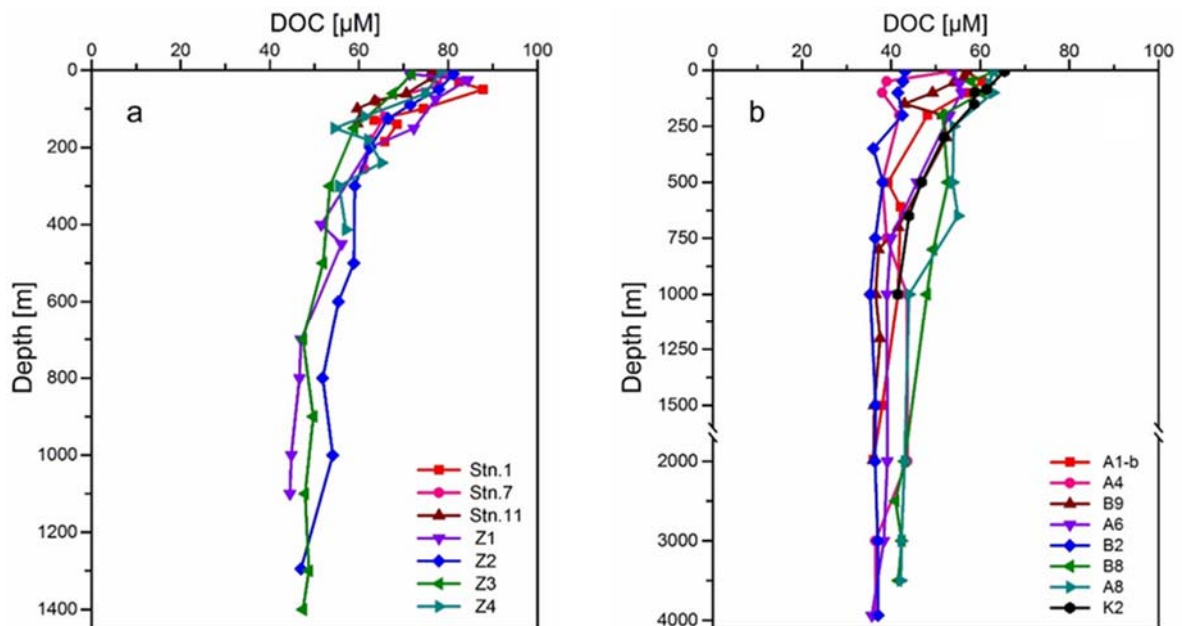 DOC [µM]
0 20 40 60 80 100
a
Depth [m]
0
200
400
600
800
1000
1200
1400
Stn.1
Stn.7
Stn.11
Z1
Z2
Z3
Z4
DOC [µM]
0 20 40 60 80 100
b
Depth [m]
0
250
500
750
1000
1250
1500
2000
3000
4000
A1-b
A4
B9
A6
B2
B8
A8
K2